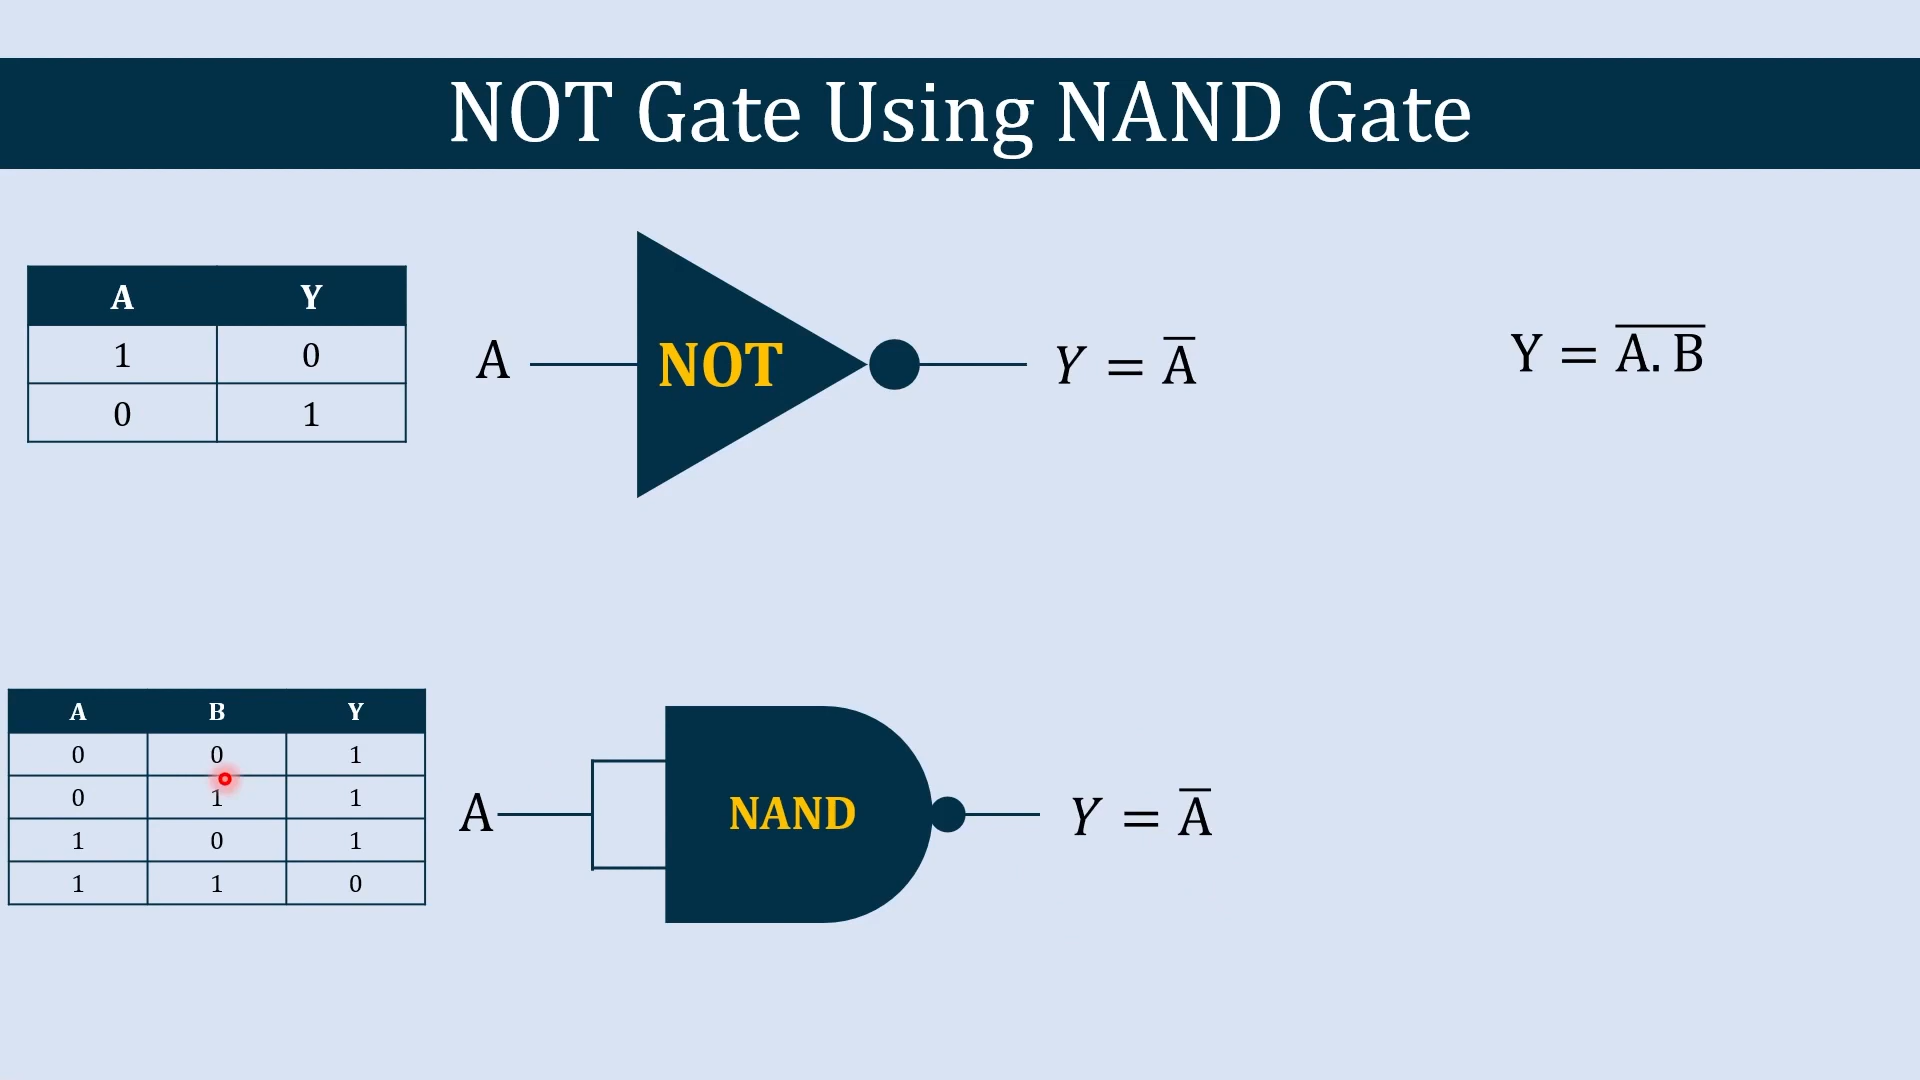 NOT Gate Using NAND Gate
A Y
1 0
0 1
A NOT Y = A̅
Y = A̅.̅ ̅B̅
A B Y
0 0 1
0 1 1
1 0 1
1 1 0
A NAND Y = A̅